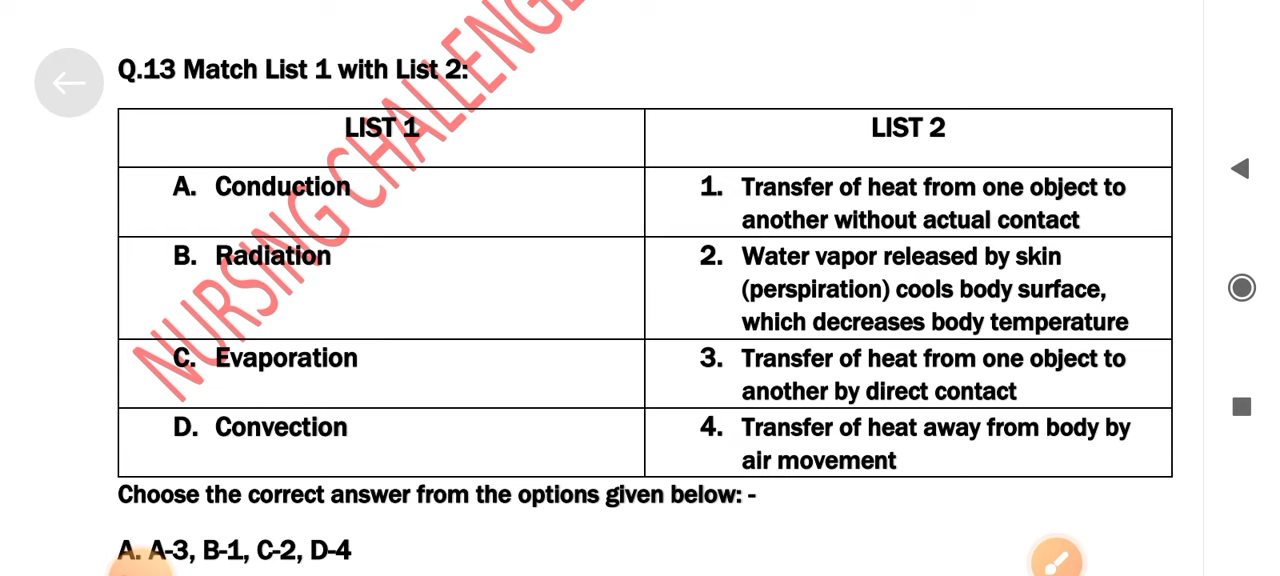 Q.13 Match List 1 with List 2:
LIST 1
LIST 2
A. Conduction
1. Transfer of heat from one object to
another without actual contact
B. Radiation
2. Water vapor released by skin
(perspiration) cools body surface,
which decreases body temperature
C. Evaporation
3. Transfer of heat from one object to
another by direct contact
D. Convection
4. Transfer of heat away from body by
air movement
Choose the correct answer from the options given below: -
A. A-3, B-1, C-2, D-4
NURSING CHALLENG